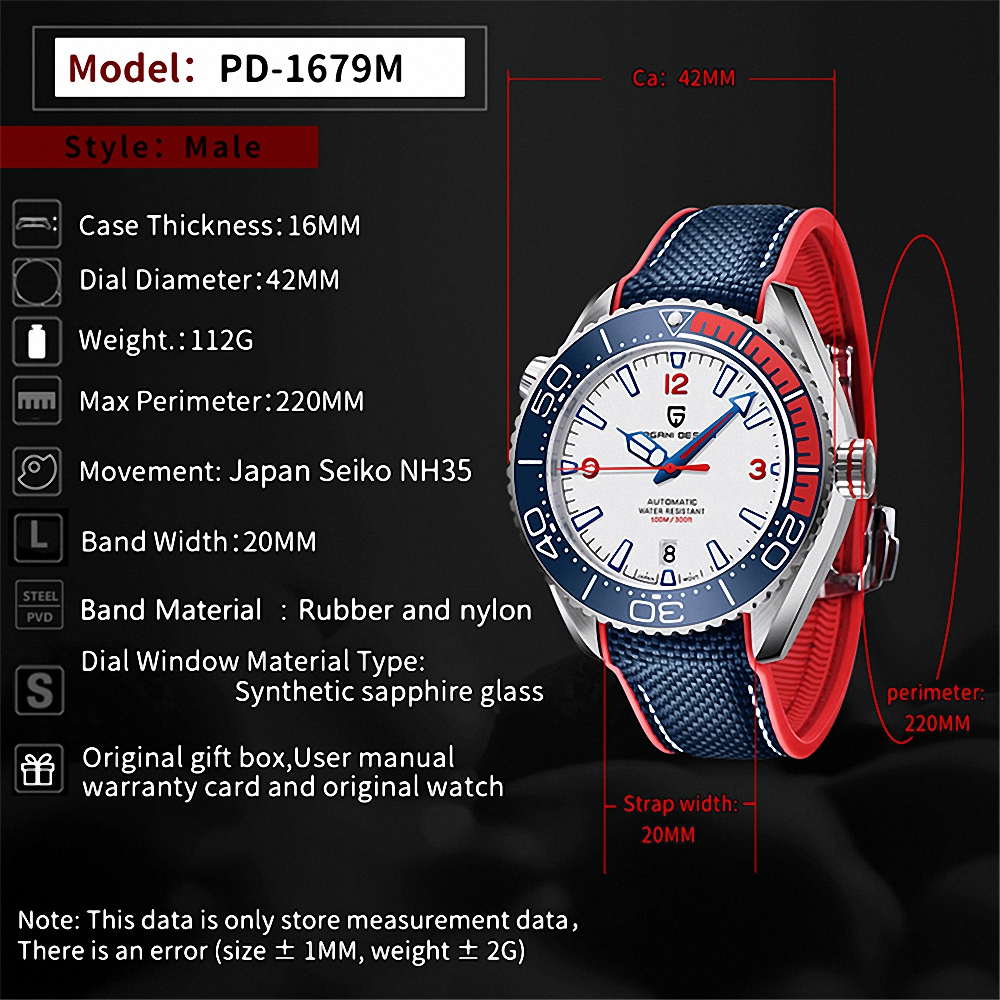 Model: PD-1679M
Style: Male
Case Thickness:16MM
Dial Diameter:42MM
Weight.:112G
Max Perimeter:220MM
Movement: Japan Seiko NH35
L
Band Width:20MM
STEEL
PVD
Band Material : Rubber and nylon
S
Dial Window Material Type:
Synthetic sapphire glass
Original gift box,User manual
warranty card and original watch
Note: This data is only store measurement data,
There is an error (size ± 1MM, weight ± 2G)
Ca: 42MM
12
9
3
AUTOMATIC
WATER RESISTANT
100M/300ft
8
50
40
30
20
perimeter:
220MM
Strap width:
20MM